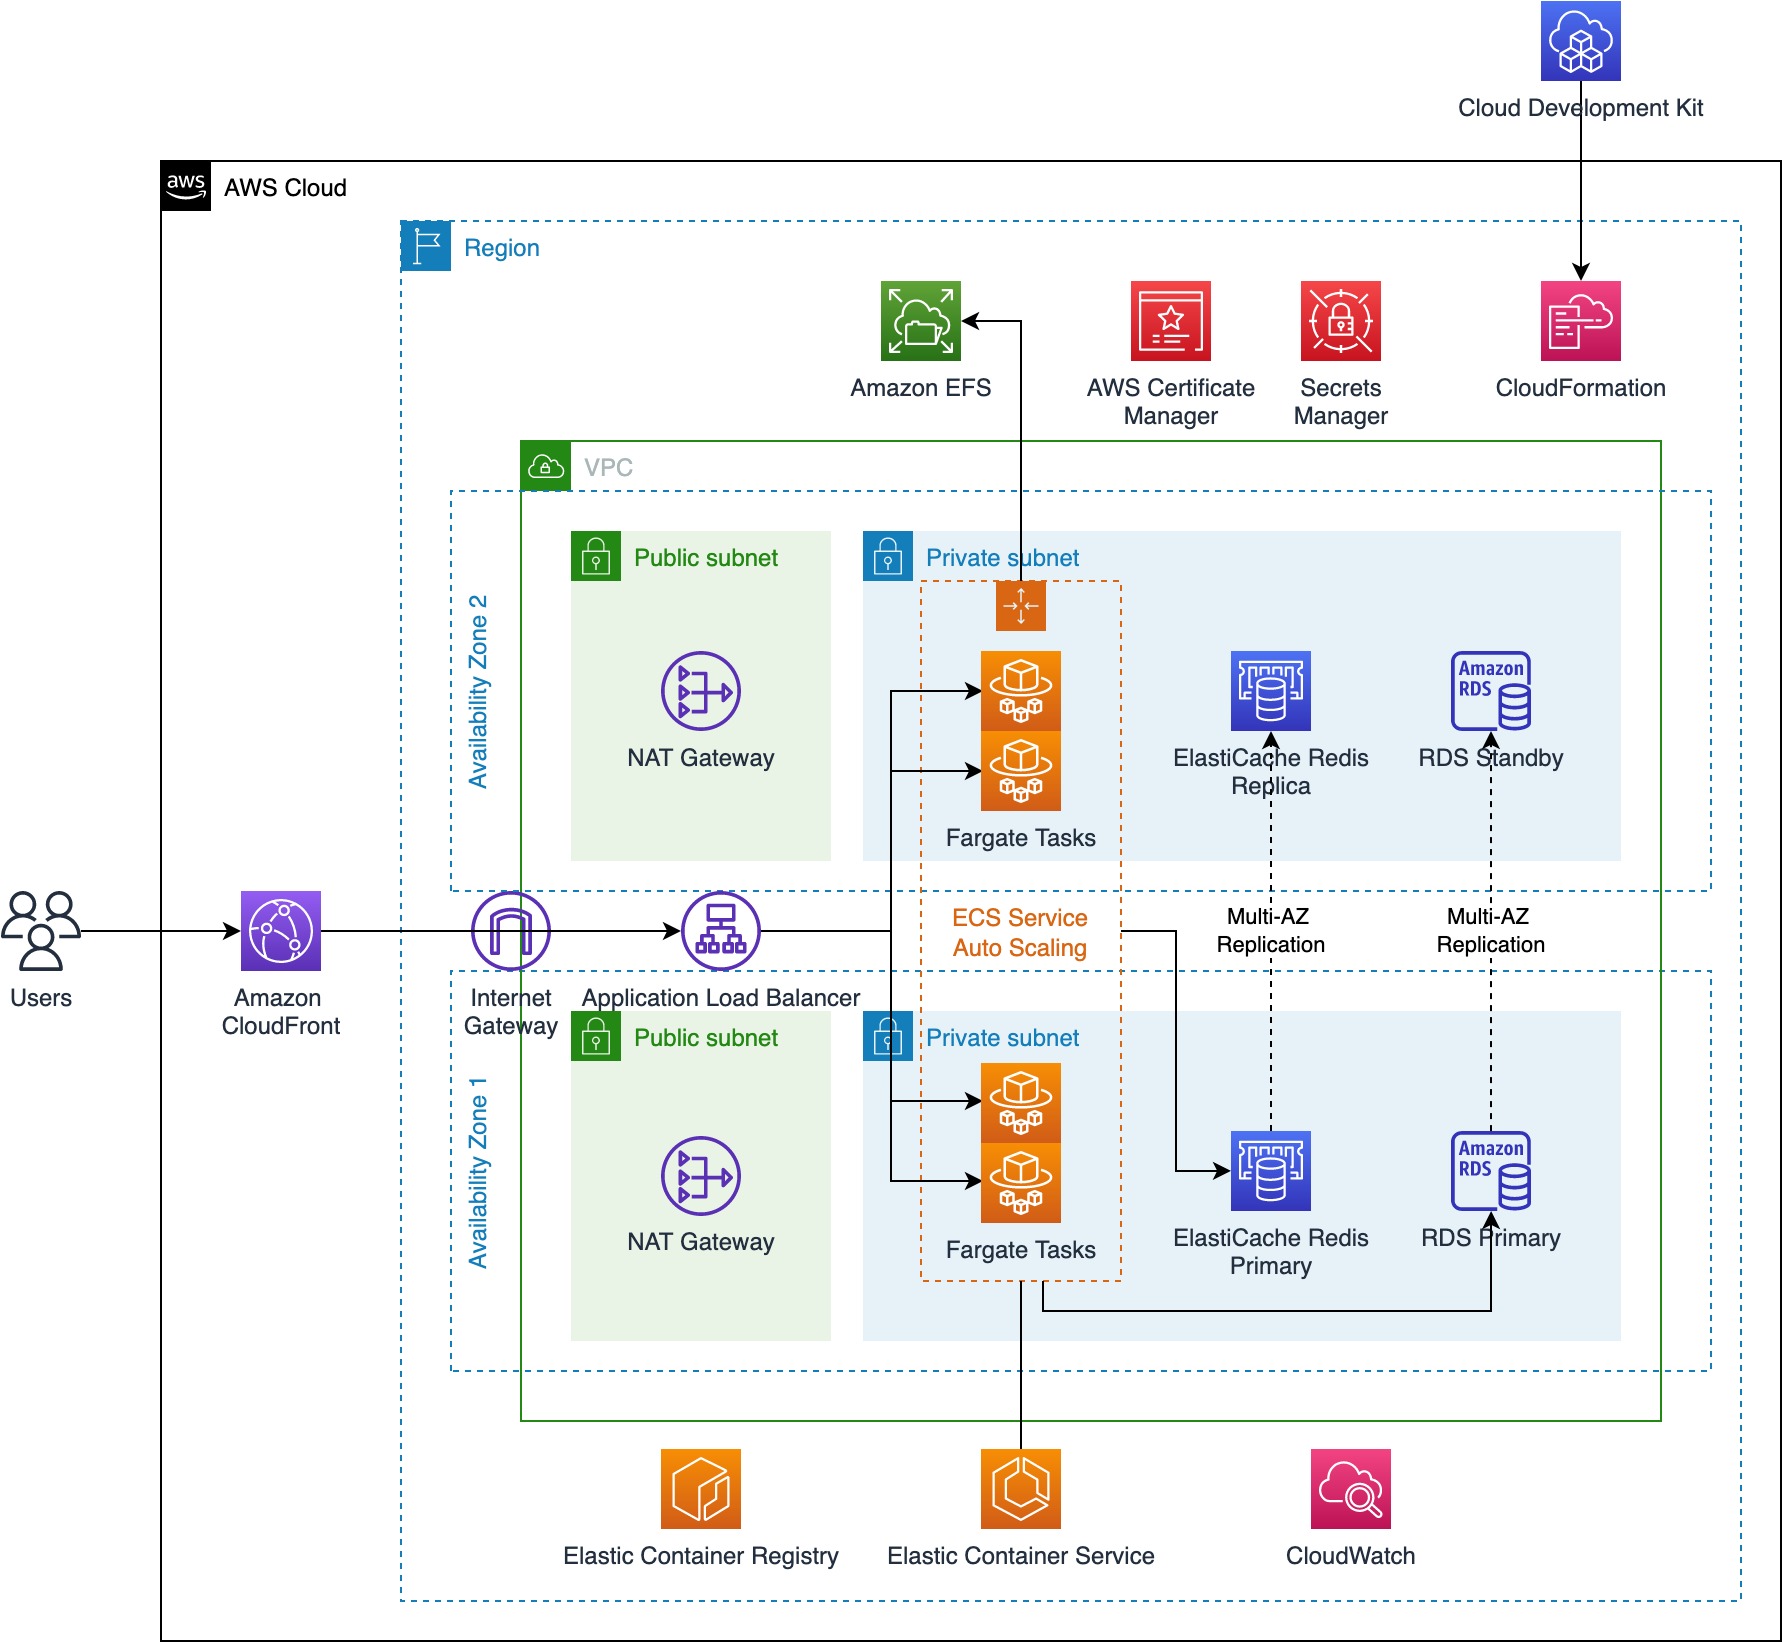 Cloud Development Kit
aws
AWS Cloud
Region
Amazon EFS
AWS Certificate
Manager
Secrets
Manager
CloudFormation
VPC
Availability Zone 2
Public subnet
Private subnet
NAT Gateway
Fargate Tasks
ElastiCache Redis
Replica
Amazon
RDS
RDS Standby
Users
Amazon
CloudFront
Internet
Gateway
Application Load Balancer
ECS Service
Auto Scaling
Multi-AZ
Replication
Multi-AZ
Replication
Availability Zone 1
Public subnet
Private subnet
NAT Gateway
Fargate Tasks
ElastiCache Redis
Primary
Amazon
RDS
RDS Primary
Elastic Container Registry
Elastic Container Service
CloudWatch